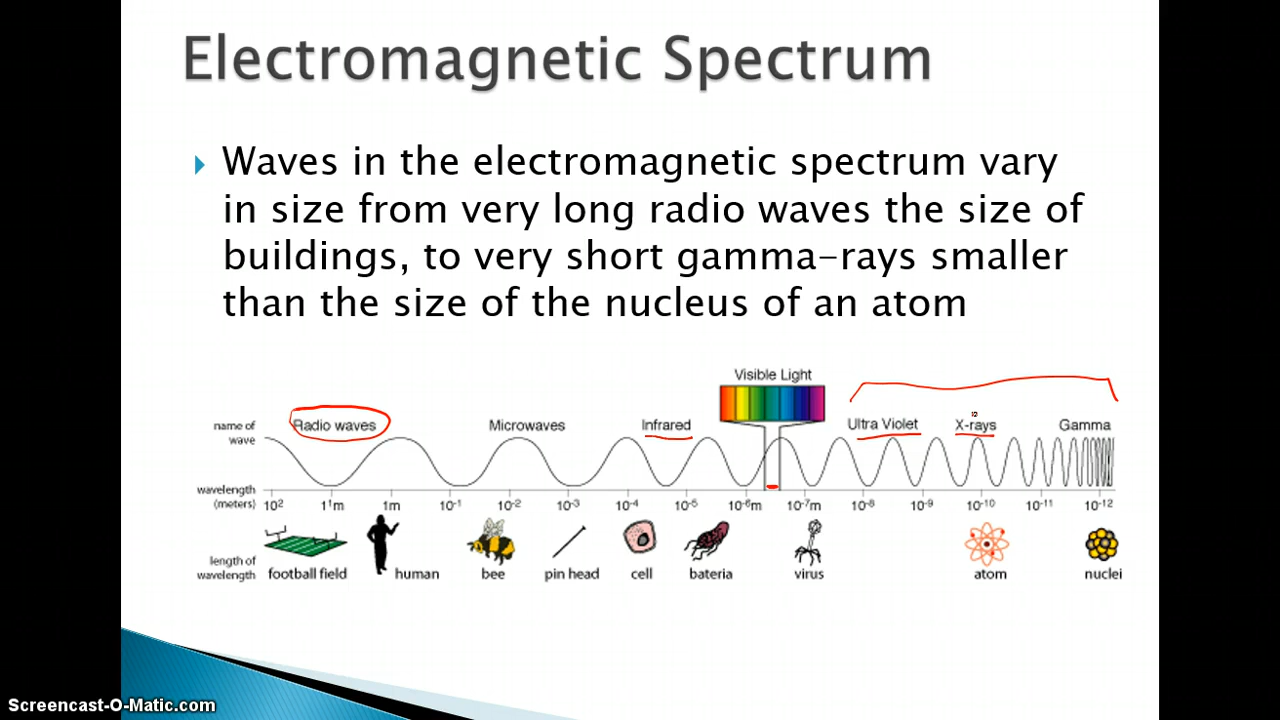 Electromagnetic Spectrum
Waves in the electromagnetic spectrum vary
in size from very long radio waves the size of
buildings, to very short gamma-rays smaller
than the size of the nucleus of an atom
Visible Light
name of
wave
Radio waves
Microwaves
Infrared
Ultra Violet
X-rays
Gamma
wavelength
(meters)
10² 1¹m 1m 10⁻¹ 10⁻² 10⁻³ 10⁻⁴ 10⁻⁵ 10⁻⁶m 10⁻⁷m 10⁻⁸ 10⁻⁹ 10⁻¹⁰ 10⁻¹¹ 10⁻¹²
length of
wavelength
football field
human
bee
pin head
cell
bateria
virus
atom
nuclei
Screencast-O-Matic.com